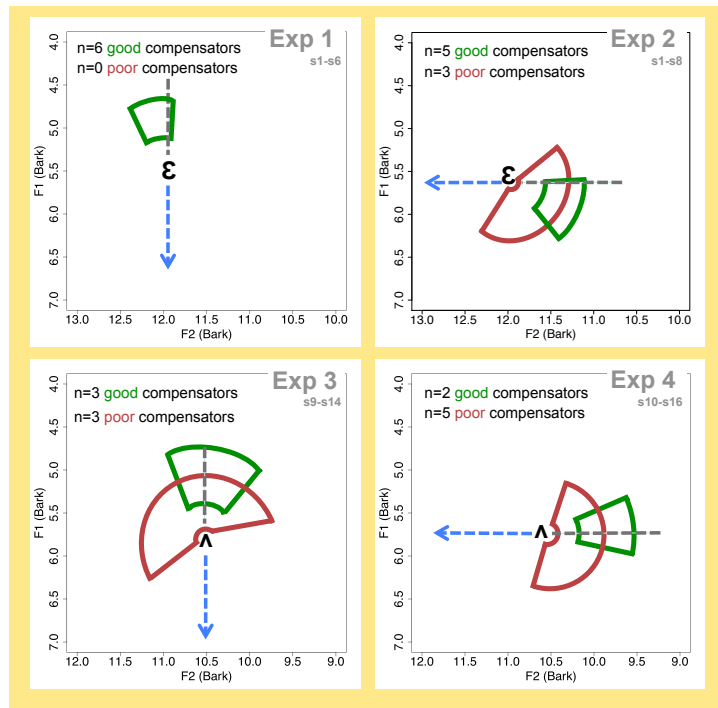 Exp 1
s1-s6
n=6 good compensators
n=0 poor compensators
4.0
4.5
5.0
5.5
6.0
6.5
7.0
F1 (Bark)
ɛ
13.0 12.5 12.0 11.5 11.0 10.5 10.0
F2 (Bark)
Exp 2
s1-s8
n=5 good compensators
n=3 poor compensators
4.0
4.5
5.0
5.5
6.0
6.5
7.0
F1 (Bark)
ɛ
13.0 12.5 12.0 11.5 11.0 10.5 10.0
F2 (Bark)
Exp 3
s9-s14
n=3 good compensators
n=3 poor compensators
4.0
4.5
5.0
5.5
6.0
6.5
7.0
F1 (Bark)
ʌ
12.0 11.5 11.0 10.5 10.0 9.5 9.0
F2 (Bark)
Exp 4
s10-s16
n=2 good compensators
n=5 poor compensators
4.0
4.5
5.0
5.5
6.0
6.5
7.0
F1 (Bark)
ʌ
12.0 11.5 11.0 10.5 10.0 9.5 9.0
F2 (Bark)